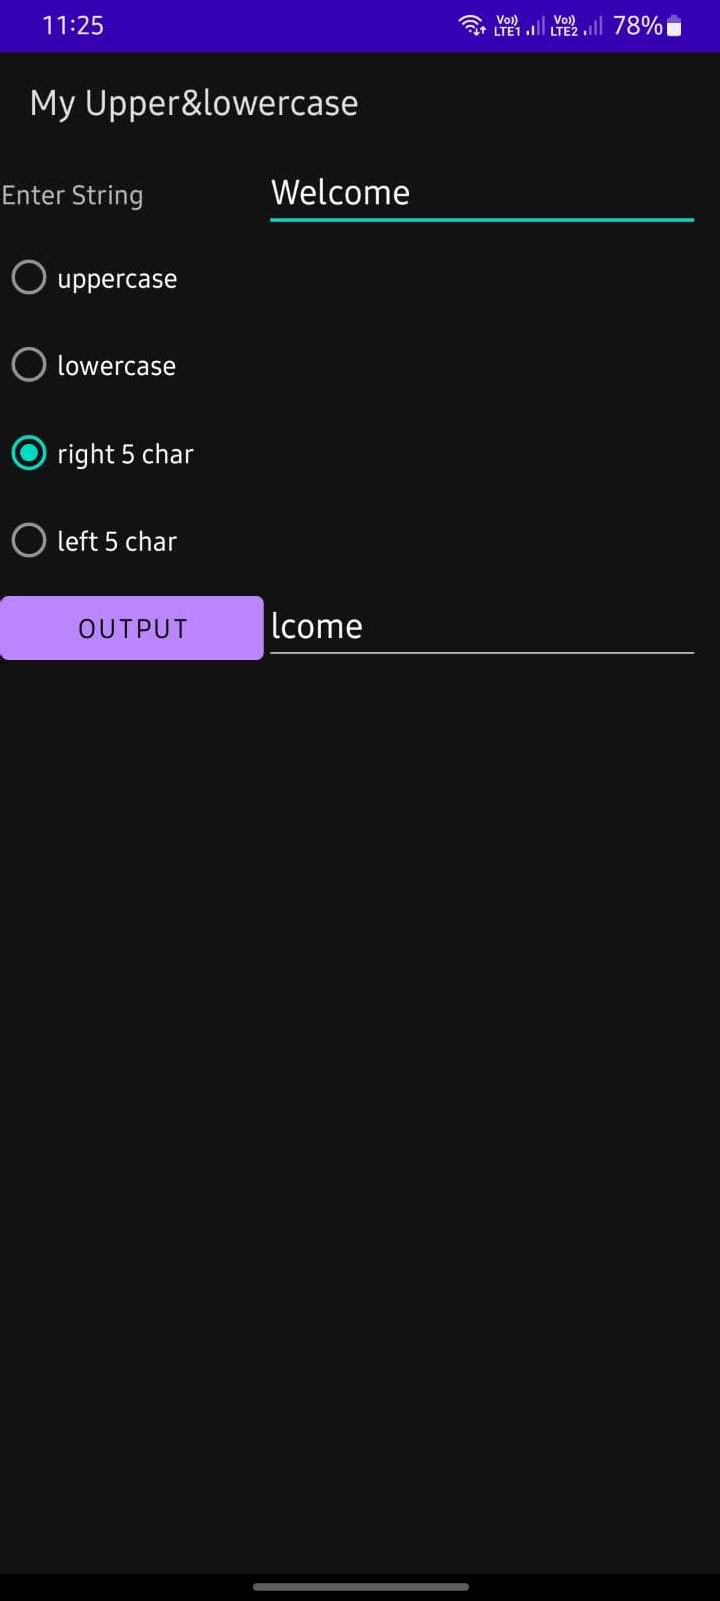 11:25 Vo)) LTE1 Vo)) LTE2 78%
My Upper&lowercase
Enter String Welcome
uppercase
lowercase
right 5 char
left 5 char
OUTPUT lcome